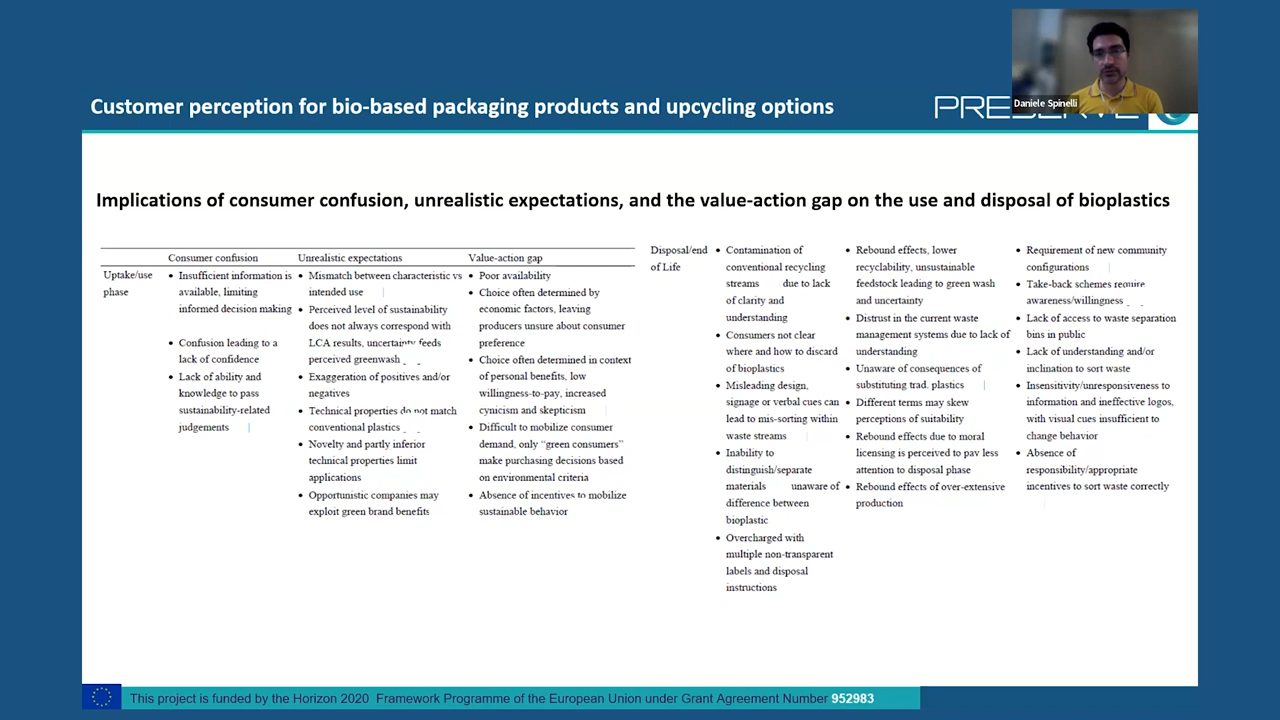 Daniele Spinelli
Customer perception for bio-based packaging products and upcycling options
Implications of consumer confusion, unrealistic expectations, and the value-action gap on the use and disposal of bioplastics
Consumer confusion
Unrealistic expectations
Value-action gap
Uptake/use
phase
• Insufficient information is
available, limiting
informed decision making
• Confusion leading to a
lack of confidence
• Lack of ability and
knowledge to pass
sustainability-related
judgements
• Mismatch between characteristic vs
intended use
• Perceived level of sustainability
does not always correspond with
LCA results, uncertainty feeds
perceived greenwash
• Exaggeration of positives and/or
negatives
• Technical properties do not match
conventional plastics
• Novelty and partly inferior
technical properties limit
applications
• Opportunistic companies may
exploit green brand benefits
• Poor availability
• Choice often determined by
economic factors, leaving
producers unsure about consumer
preference
• Choice often determined in context
of personal benefits, low
willingness-to-pay, increased
cynicism and skepticism
• Difficult to mobilize consumer
demand, only “green consumers”
make purchasing decisions based
on environmental criteria
• Absence of incentives to mobilize
sustainable behavior
Disposal/end
of Life
• Contamination of
conventional recycling
streams due to lack
of clarity and
understanding
• Consumers not clear
where and how to discard
of bioplastics
• Misleading design,
signage or verbal cues can
lead to mis-sorting within
waste streams
• Inability to
distinguish/separate
materials unaware of
difference between
bioplastic
• Overcharged with
multiple non-transparent
labels and disposal
instructions
• Rebound effects, lower
recyclability, unsustainable
feedstock leading to green wash
and uncertainty
• Distrust in the current waste
management systems due to lack of
understanding
• Unaware of consequences of
substituting trad. plastics
• Different terms may skew
perceptions of suitability
• Rebound effects due to moral
licensing is perceived to pay less
attention to disposal phase
• Rebound effects of over-extensive
production
• Requirement of new community
configurations
• Take-back schemes require
awareness/willingness
• Lack of access to waste separation
bins in public
• Lack of understanding and/or
inclination to sort waste
• Insensitivity/unresponsiveness to
information and ineffective logos,
with visual cues insufficient to
change behavior
• Absence of
responsibility/appropriate
incentives to sort waste correctly
This project is funded by the Horizon 2020 Framework Programme of the European Union under Grant Agreement Number 952983